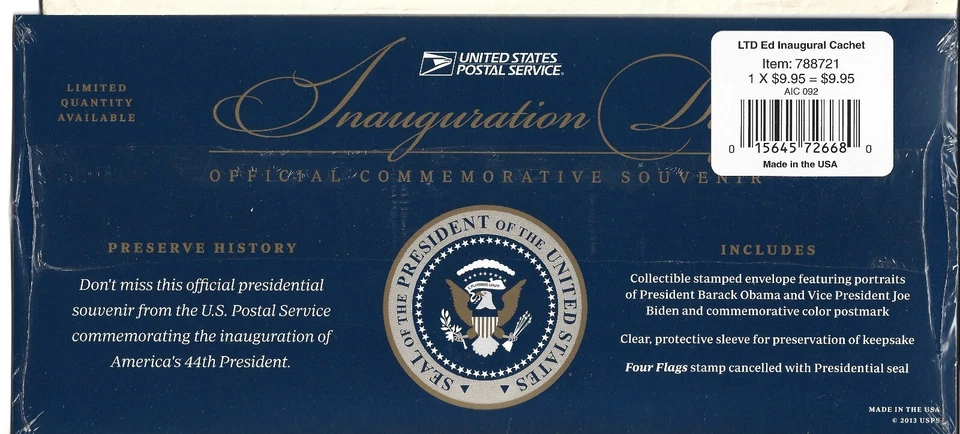 LIMITED
QUANTITY
AVAILABLE
UNITED STATES
POSTAL SERVICE
Inauguration D
OFFICIAL COMMEMORATIVE SOUVENIR
LTD Ed Inaugural Cachet
Item: 788721
1 X $9.95 = $9.95
AIC 092
0 15645 72668 0
Made in the USA
PRESERVE HISTORY
Don't miss this official presidential
souvenir from the U.S. Postal Service
commemorating the inauguration of
America's 44th President.
SEAL OF THE PRESIDENT OF THE UNITED STATES
INCLUDES
Collectible stamped envelope featuring portraits
of President Barack Obama and Vice President Joe
Biden and commemorative color postmark
Clear, protective sleeve for preservation of keepsake
Four Flags stamp cancelled with Presidential seal
MADE IN THE USA
© 2013 USPS